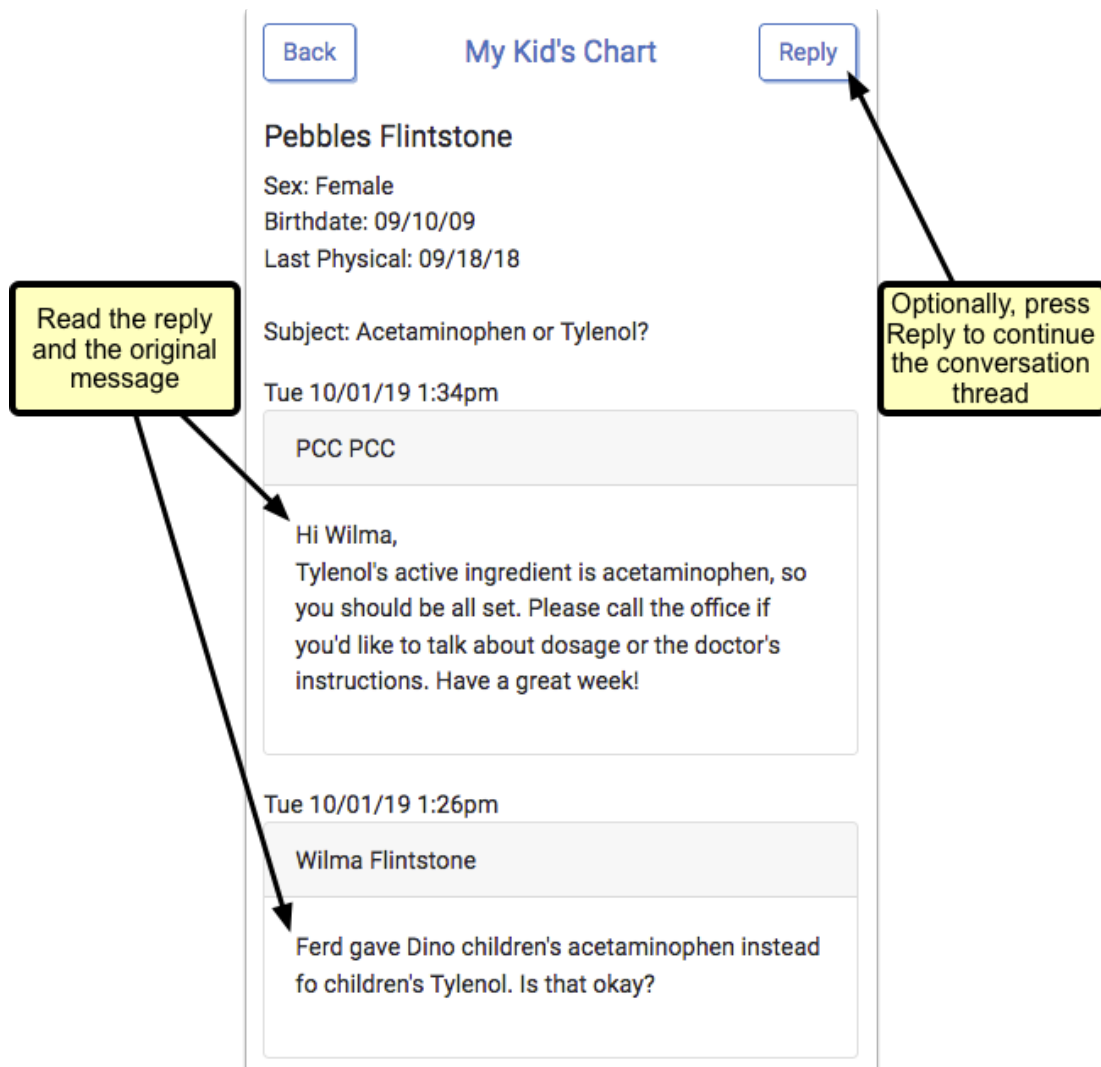 Back
My Kid's Chart
Reply
Pebbles Flintstone
Sex: Female
Birthdate: 09/10/09
Last Physical: 09/18/18
Read the reply
and the original
message
Optionally, press
Reply to continue
the conversation
thread
Subject: Acetaminophen or Tylenol?
Tue 10/01/19 1:34pm
PCC PCC
Hi Wilma,
Tylenol's active ingredient is acetaminophen, so
you should be all set. Please call the office if
you'd like to talk about dosage or the doctor's
instructions. Have a great week!
Tue 10/01/19 1:26pm
Wilma Flintstone
Ferd gave Dino children's acetaminophen instead
fo children's Tylenol. Is that okay?